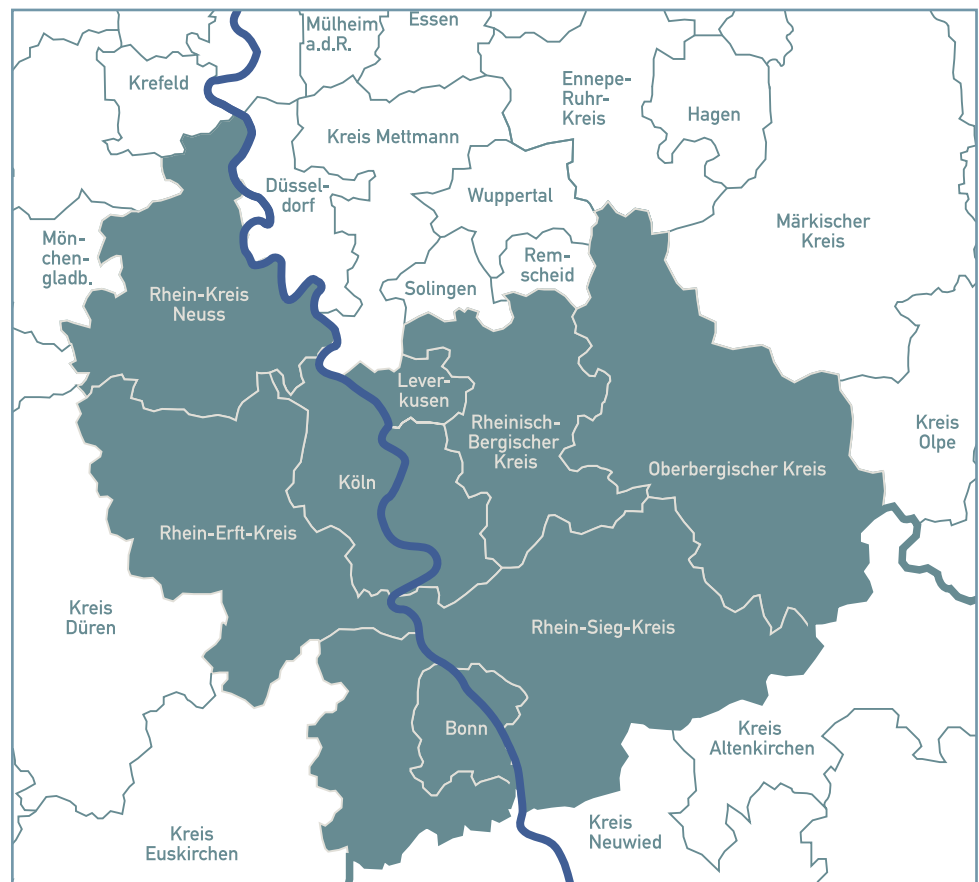 Essen
Mülheim
a.d.R.
Krefeld
Ennepe-
Ruhr-
Kreis
Hagen
Kreis Mettmann
Düssel-
dorf
Wuppertal
Märkischer
Kreis
Mön-
chen-
gladb.
Rem-
scheid
Solingen
Rhein-Kreis
Neuss
Lever-
kusen
Rheinisch-
Bergischer
Kreis
Kreis
Olpe
Oberbergischer Kreis
Köln
Rhein-Erft-Kreis
Kreis
Düren
Rhein-Sieg-Kreis
Bonn
Kreis
Altenkirchen
Kreis
Euskirchen
Kreis
Neuwied